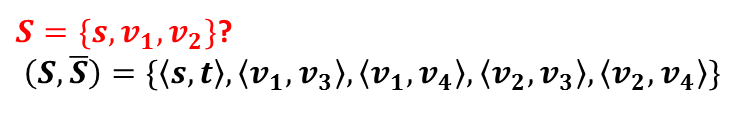 S = {s, v₁, v₂}?
(S, S̅) = {⟨s, t⟩, ⟨v₁, v₃⟩, ⟨v₁, v₄⟩, ⟨v₂, v₃⟩, ⟨v₂, v₄⟩}